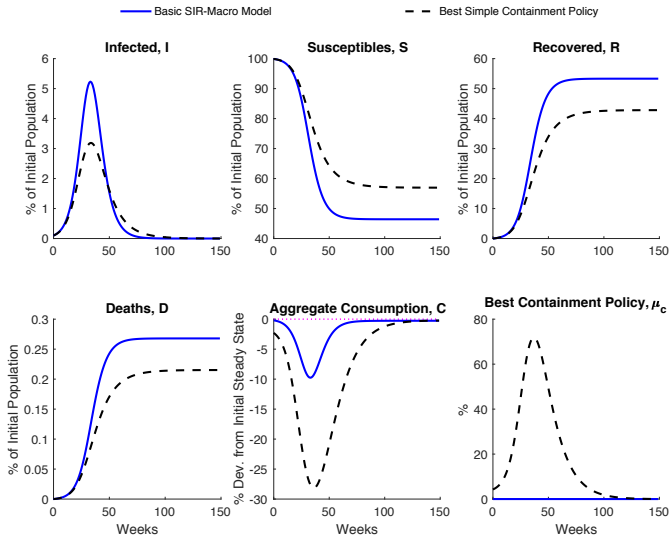 Basic SIR-Macro Model
Best Simple Containment Policy
Infected, I
Susceptibles, S
Recovered, R
% of Initial Population
6
5
4
3
2
1
0
0 50 100 150
% of Initial Population
100
90
80
70
60
50
40
0 50 100 150
% of Initial Population
60
50
40
30
20
10
0
0 50 100 150
Deaths, D
Aggregate Consumption, C
Best Containment Policy, μc
% of Initial Population
0.3
0.25
0.2
0.15
0.1
0.05
0
0 50 100 150
Weeks
% Dev. from Initial Steady State
0
-5
-10
-15
-20
-25
-30
0 50 100 150
Weeks
%
80
60
40
20
0
0 50 100 150
Weeks